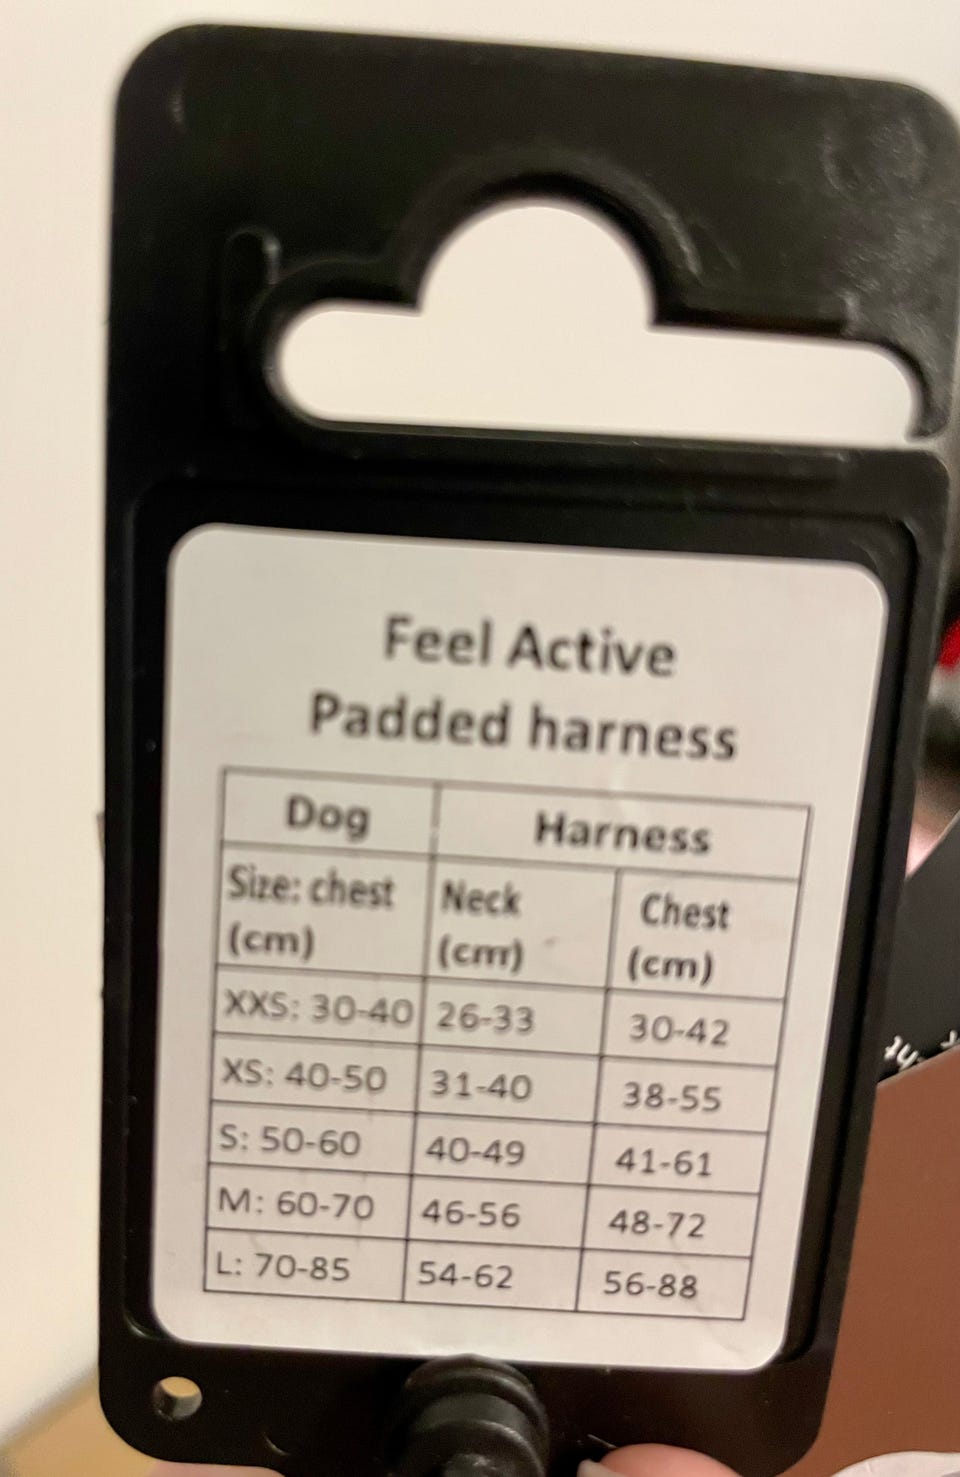 Feel Active
Padded harness
Dog Harness
Size: chest (cm) Neck (cm) Chest (cm)
XXS: 30-40 26-33 30-42
XS: 40-50 31-40 38-55
S: 50-60 40-49 41-61
M: 60-70 46-56 48-72
L: 70-85 54-62 56-88